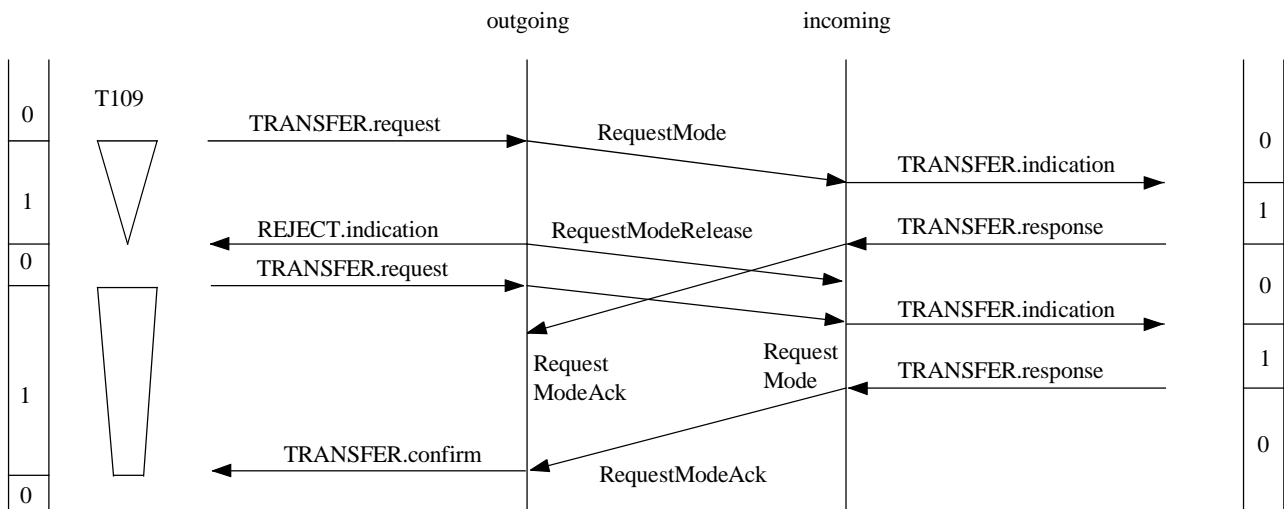 outgoing
incoming
T109
0
TRANSFER.request
RequestMode
0
TRANSFER.indication
1
1
REJECT.indication
RequestModeRelease
TRANSFER.response
0
TRANSFER.request
0
TRANSFER.indication
Request
ModeAck
Request
Mode
TRANSFER.response
1
1
0
TRANSFER.confirm
RequestModeAck
0